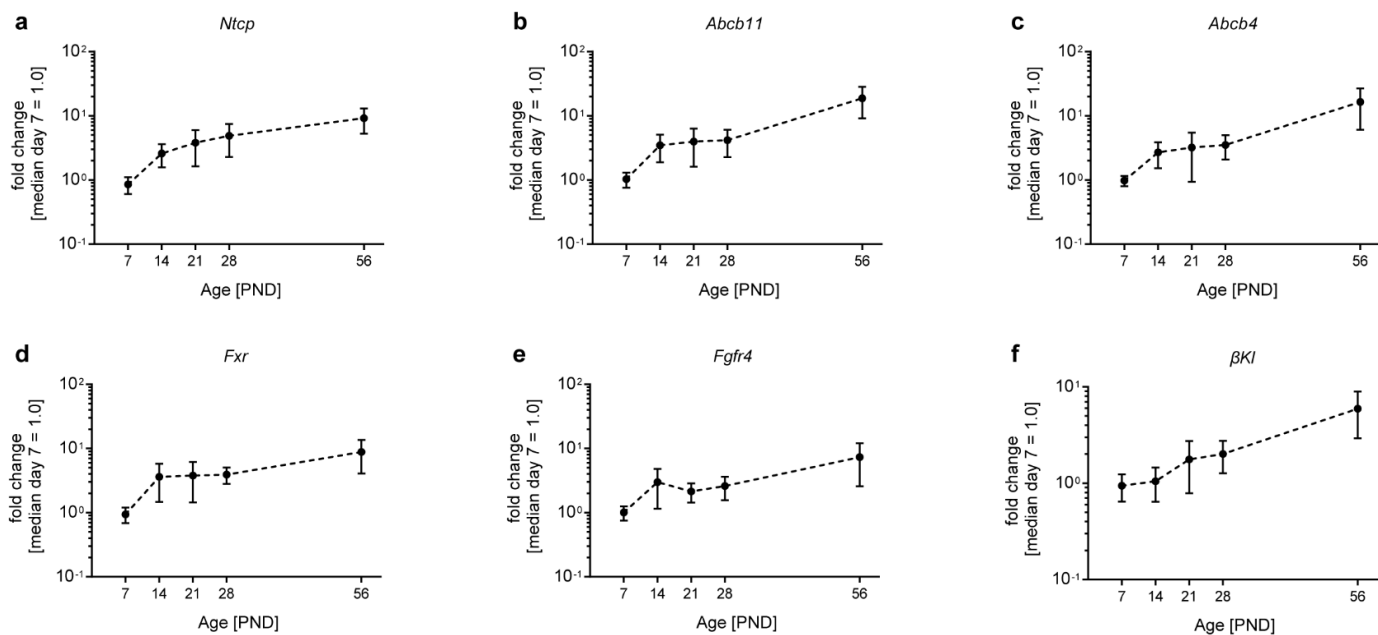 a
Ntcp
fold change
[median day 7 = 1.0]
10²
10¹
10⁰
10⁻¹
7 14 21 28 56
Age [PND]
b
Abcb11
fold change
[median day 7 = 1.0]
10²
10¹
10⁰
10⁻¹
7 14 21 28 56
Age [PND]
c
Abcb4
fold change
[median day 7 = 1.0]
10²
10¹
10⁰
10⁻¹
7 14 21 28 56
Age [PND]
d
Fxr
fold change
[median day 7 = 1.0]
10²
10¹
10⁰
10⁻¹
7 14 21 28 56
Age [PND]
e
Fgfr4
fold change
[median day 7 = 1.0]
10²
10¹
10⁰
10⁻¹
7 14 21 28 56
Age [PND]
f
βKl
fold change
[median day 7 = 1.0]
10¹
10⁰
10⁻¹
7 14 21 28 56
Age [PND]